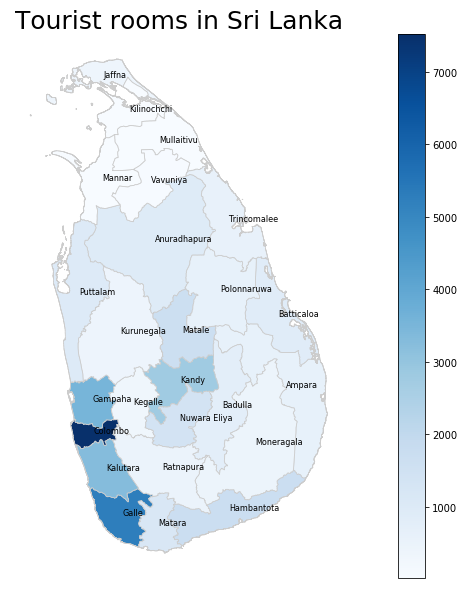 Tourist rooms in Sri Lanka
Jaffna
Kilinochchi
Mullaitivu
Mannar
Vavuniya
Trincomalee
Anuradhapura
Puttalam
Polonnaruwa
Batticaloa
Kurunegala
Matale
Kandy
Ampara
Gampaha
Kegalle
Badulla
Nuwara Eliya
Colombo
Moneragala
Kalutara
Ratnapura
Hambantota
Galle
Matara
7000
6000
5000
4000
3000
2000
1000